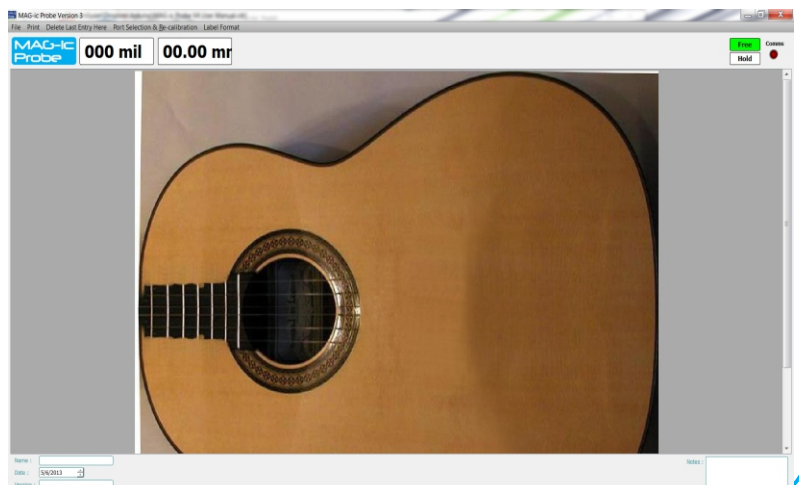 MAG-ic Probe Version 3
File Print Delete Last Entry Here Port Selection & Re-calibration Label Format
MAG-ic
Probe
000 mil
00.00 mr
Free
Hold
Comms
Name :
Date : 5/6/2013
Version :
Notes :